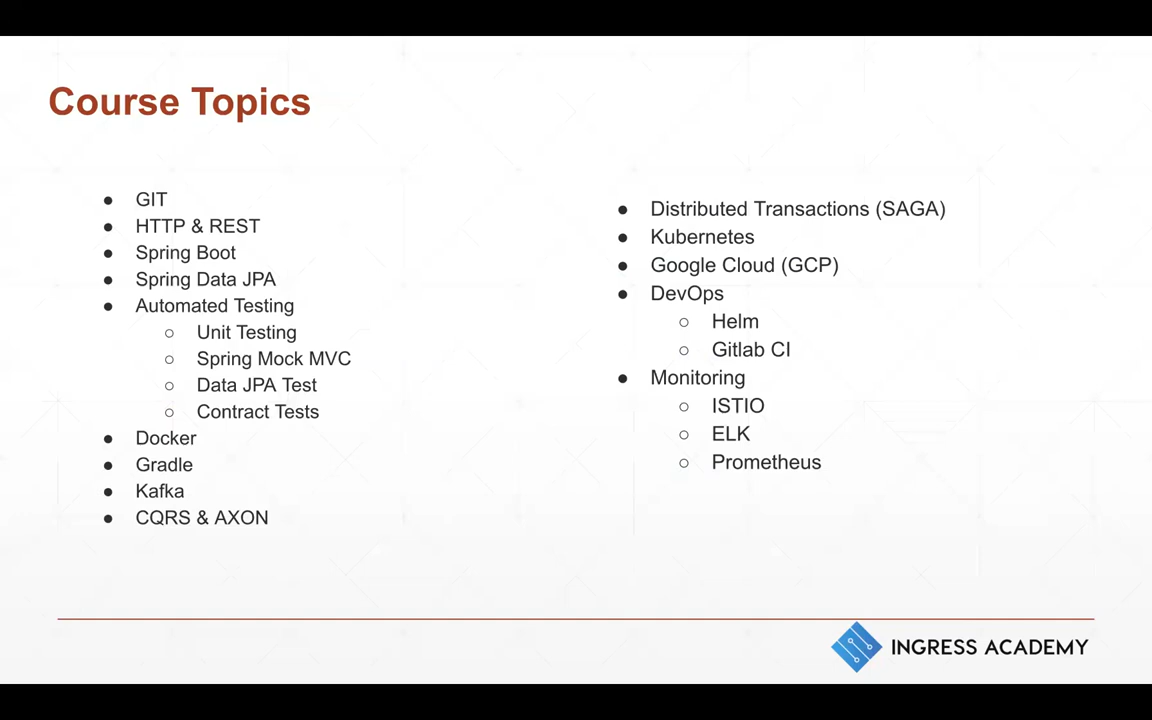 Course Topics
● GIT
● HTTP & REST
● Spring Boot
● Spring Data JPA
● Automated Testing
○ Unit Testing
○ Spring Mock MVC
○ Data JPA Test
○ Contract Tests
● Docker
● Gradle
● Kafka
● CQRS & AXON
● Distributed Transactions (SAGA)
● Kubernetes
● Google Cloud (GCP)
● DevOps
○ Helm
○ Gitlab CI
● Monitoring
○ ISTIO
○ ELK
○ Prometheus
INGRESS ACADEMY